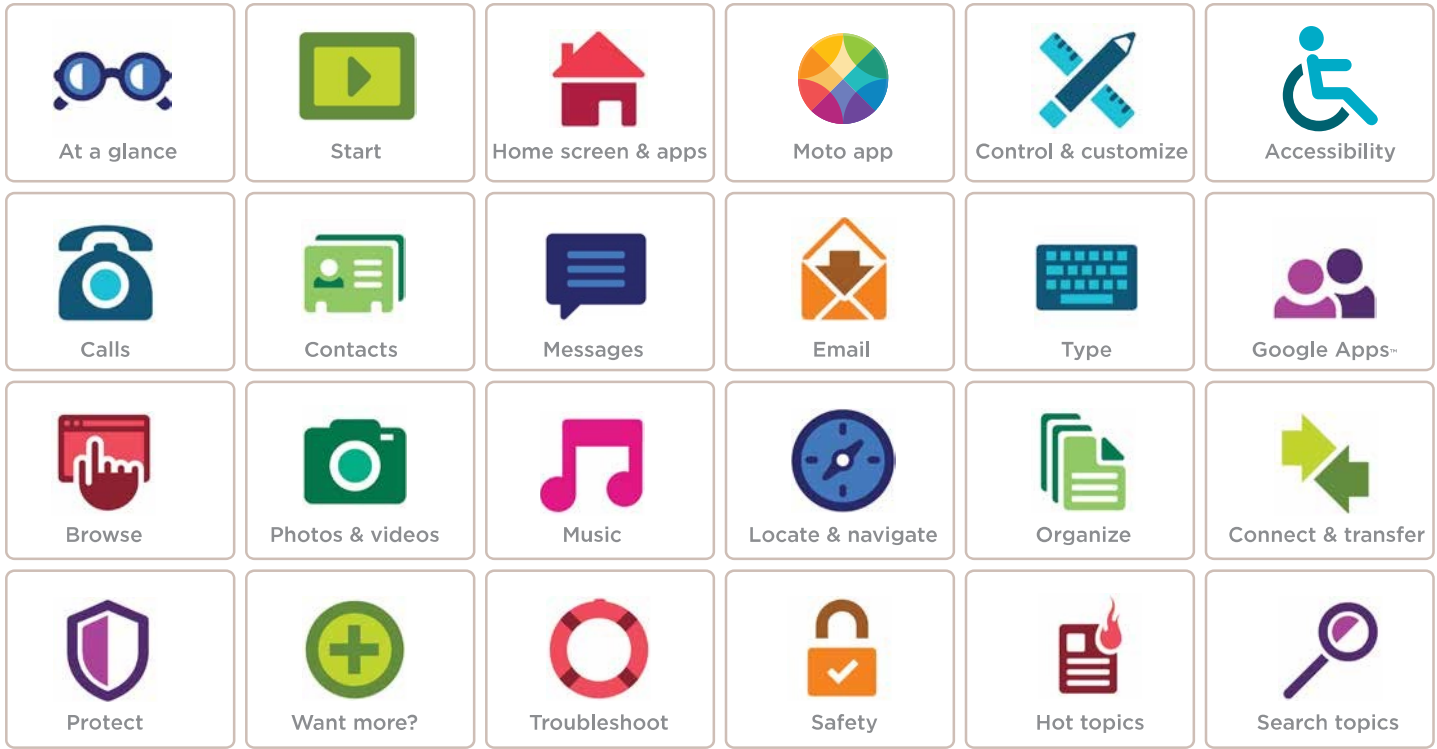 At a glance
Start
Home screen & apps
Moto app
Control & customize
Accessibility
Calls
Contacts
Messages
Email
Type
Google Apps™
Browse
Photos & videos
Music
Locate & navigate
Organize
Connect & transfer
Protect
Want more?
Troubleshoot
Safety
Hot topics
Search topics